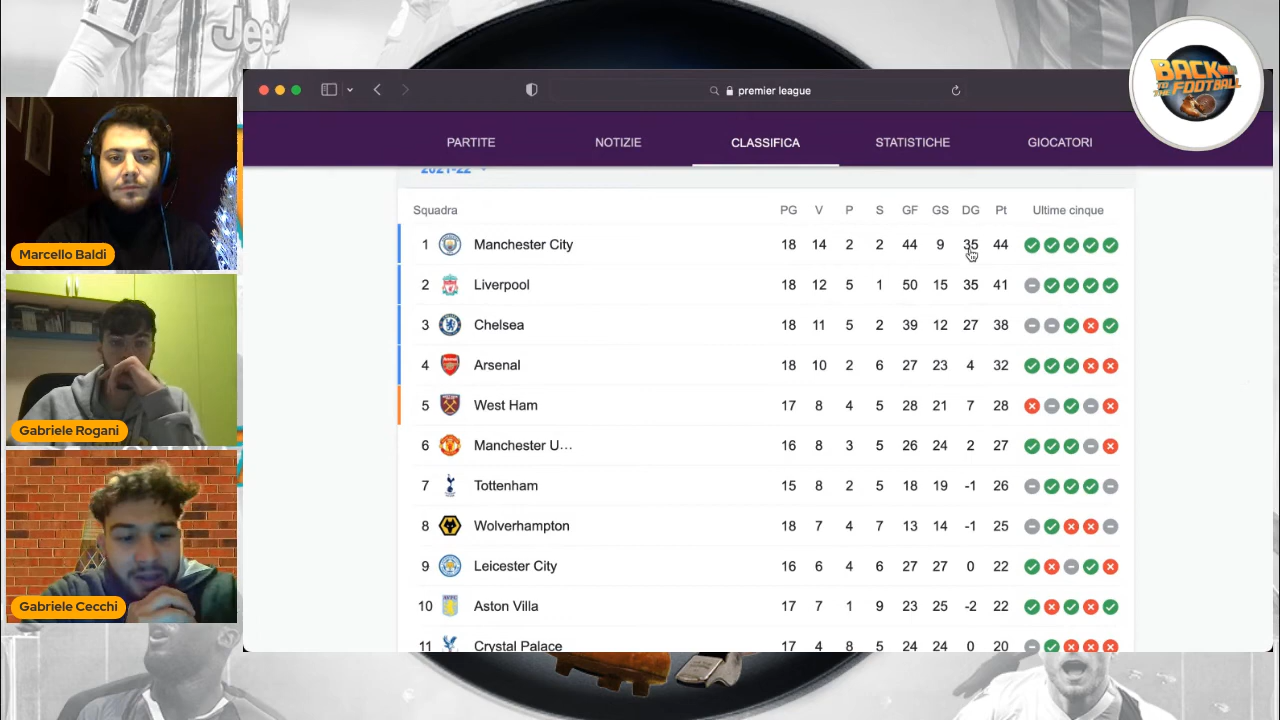 Jeep
BACK
TO THE FOOTBALL
premier league
PARTITE NOTIZIE CLASSIFICA STATISTICHE GIOCATORI
2021-22
Squadra PG V P S GF GS DG Pt Ultime cinque
1 Manchester City 18 14 2 2 44 9 35 44
2 Liverpool 18 12 5 1 50 15 35 41
3 Chelsea 18 11 5 2 39 12 27 38
4 Arsenal 18 10 2 6 27 23 4 32
5 West Ham 17 8 4 5 28 21 7 28
6 Manchester U... 16 8 3 5 26 24 2 27
7 Tottenham 15 8 2 5 18 19 -1 26
8 Wolverhampton 18 7 4 7 13 14 -1 25
9 Leicester City 16 6 4 6 27 27 0 22
10 Aston Villa 17 7 1 9 23 25 -2 22
11 Crystal Palace 17 4 8 5 24 24 0 20
Marcello Baldi
Gabriele Rogani
Gabriele Cecchi